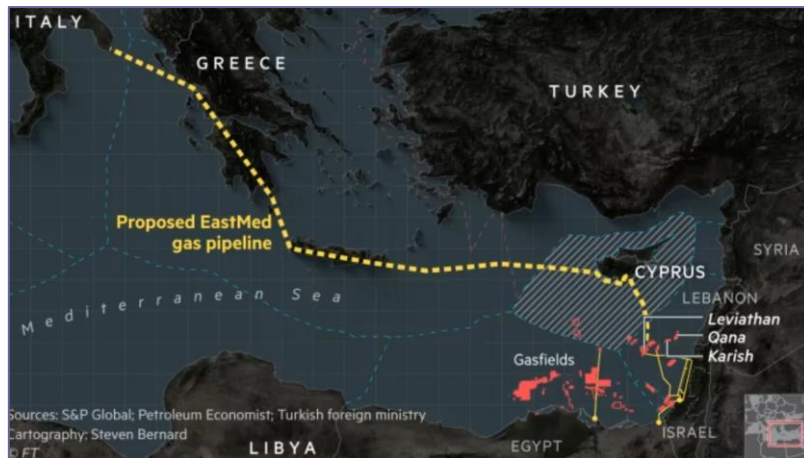 ITALY
GREECE
TURKEY
Proposed EastMed
gas pipeline
CYPRUS
SYRIA
LEBANON
Mediterranean Sea
Leviathan
Qana
Karish
Gasfields
Sources: S&P Global; Petroleum Economist; Turkish foreign ministry
Cartography: Steven Bernard
© FT
LIBYA
EGYPT
ISRAEL